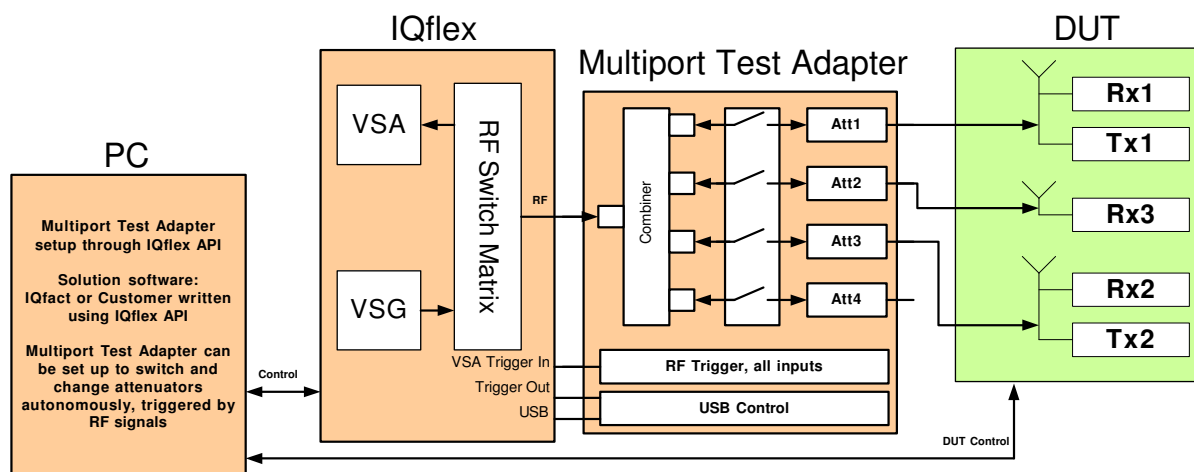 IQflex
DUT
Multiport Test Adapter
PC
VSA
VSG
RF Switch Matrix
RF
Combiner
Att1
Att2
Att3
Att4
Rx1
Tx1
Rx3
Rx2
Tx2
Multiport Test Adapter
setup through IQflex API
Solution software:
IQfact or Customer written
using IQflex API
Multiport Test Adapter can
be set up to switch and
change attenuators
autonomously, triggered by
RF signals
Control
VSA Trigger In
Trigger Out
USB
RF Trigger, all inputs
USB Control
DUT Control